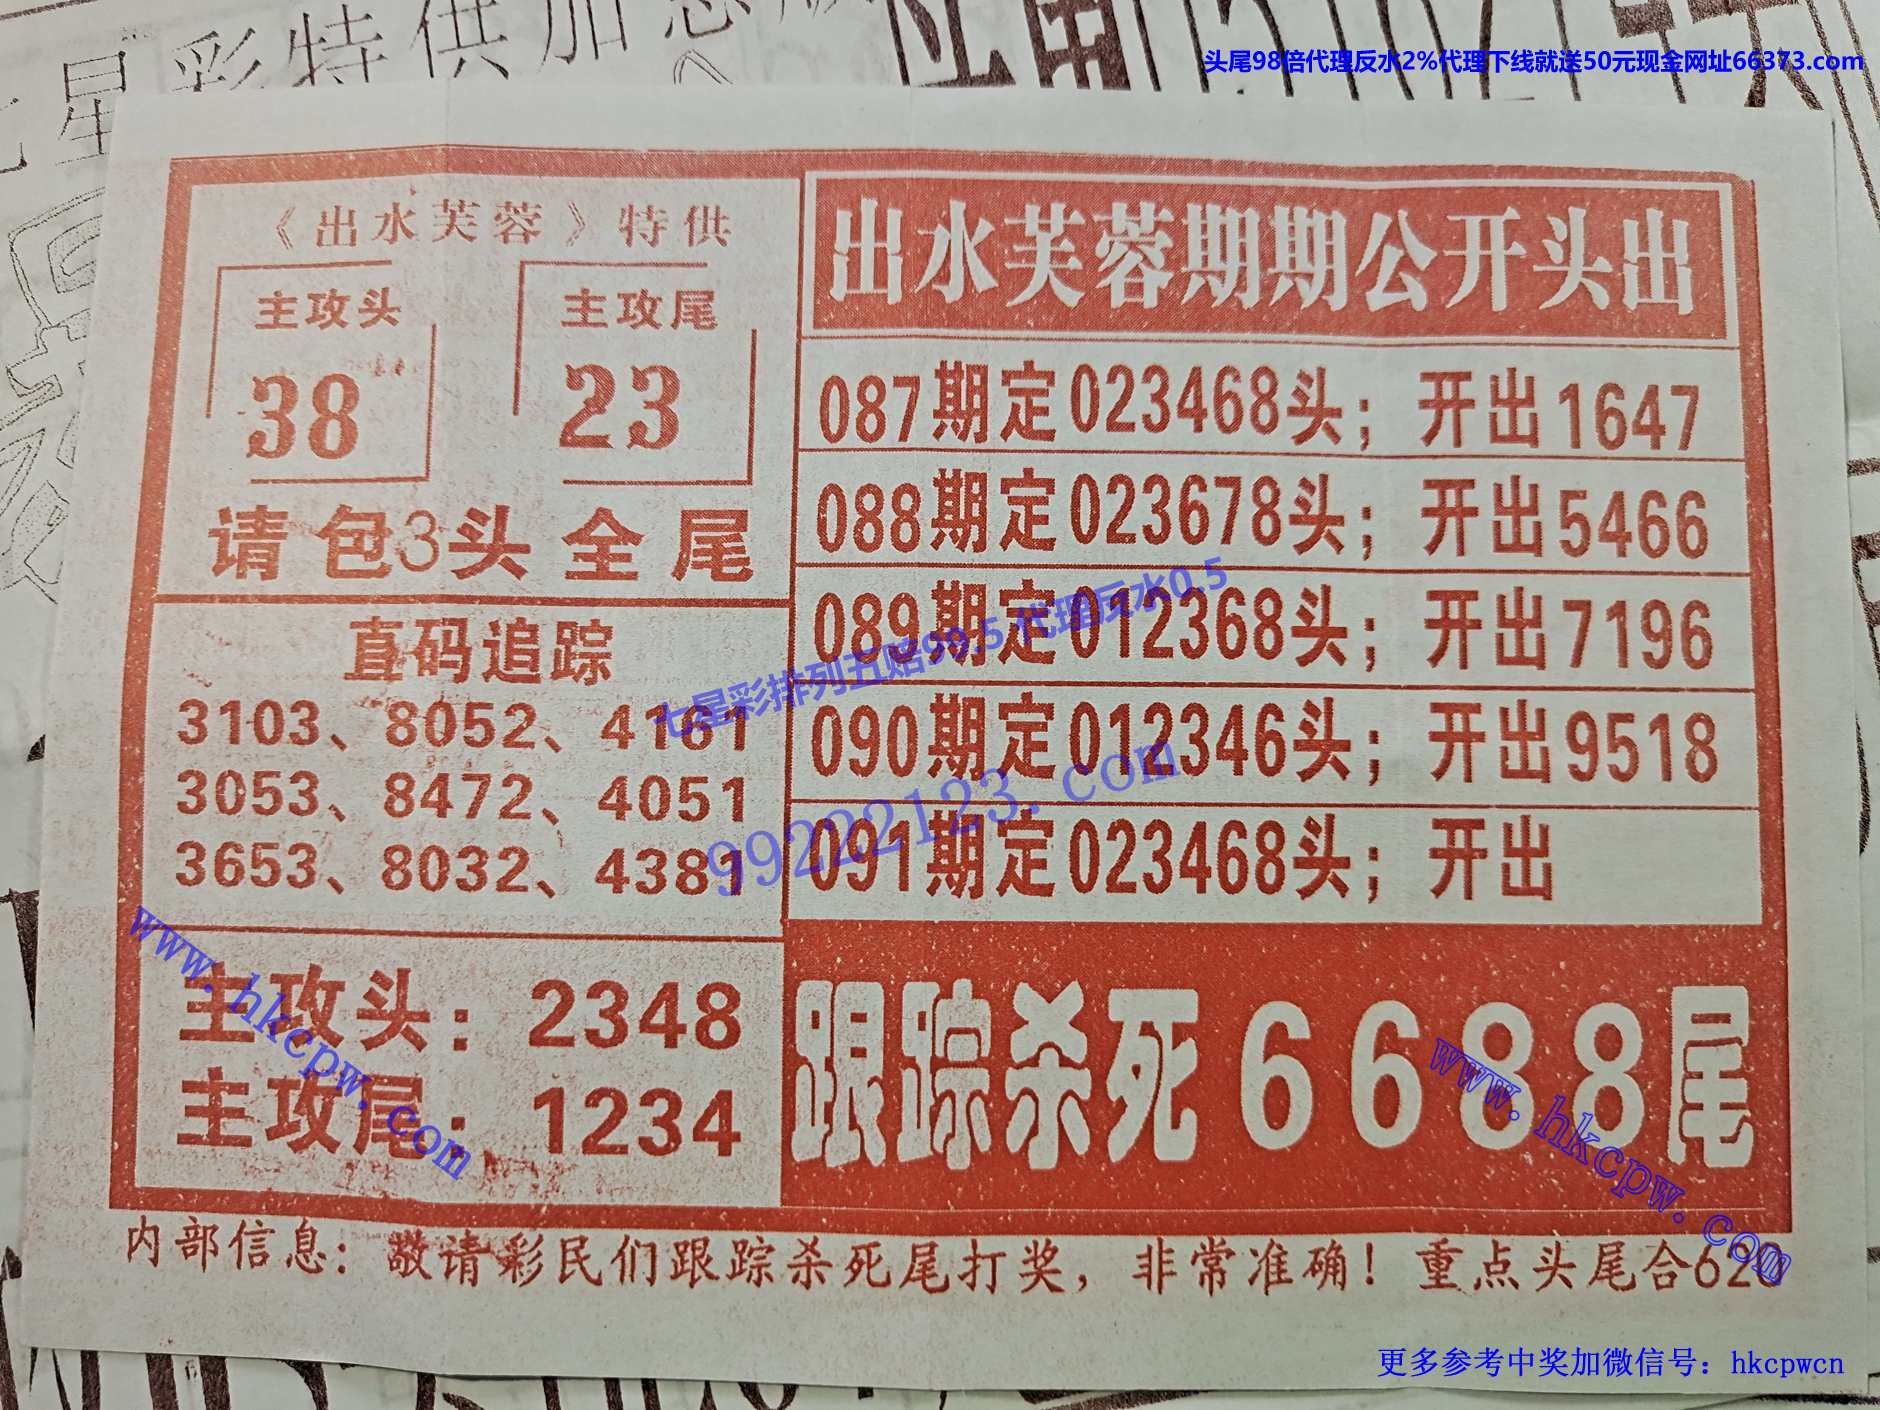 七星彩特供加
头尾98倍代理反水2%代理下线就送50元现金网址66373.com
《出水芙蓉》特供
主攻头
38
主攻尾
23
请包3头全尾
直码追踪
3103、8052、4161
3053、8472、4051
3653、8032、4381
主攻头：2348
主攻尾：1234
出水芙蓉期期公开头出
087期定023468头；开出1647
088期定023678头；开出5466
089期定012368头；开出7196
090期定012346头；开出9518
091期定023468头；开出
跟踪杀死6688尾
内部信息：敬请彩民们跟踪杀死尾打奖，非常准确！重点头尾合620
七星彩排列五赔99.5 代理反水0.5
99222123.com
www.hkcpw.com
www.hkcpw.com
更多参考中奖加微信号：hkcpwcn